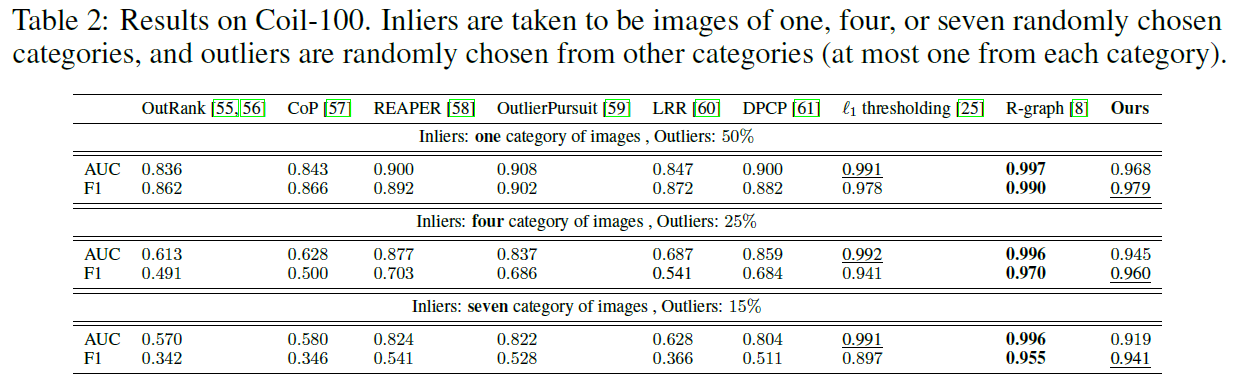 Table 2: Results on Coil-100. Inliers are taken to be images of one, four, or seven randomly chosen
categories, and outliers are randomly chosen from other categories (at most one from each category).
OutRank [55,56] CoP [57] REAPER [58] OutlierPursuit [59] LRR [60] DPCP [61] ℓ1 thresholding [25] R-graph [8] Ours
Inliers: one category of images , Outliers: 50%
AUC 0.836 0.843 0.900 0.908 0.847 0.900 0.991 0.997 0.968
F1 0.862 0.866 0.892 0.902 0.872 0.882 0.978 0.990 0.979
Inliers: four category of images , Outliers: 25%
AUC 0.613 0.628 0.877 0.837 0.687 0.859 0.992 0.996 0.945
F1 0.491 0.500 0.703 0.686 0.541 0.684 0.941 0.970 0.960
Inliers: seven category of images , Outliers: 15%
AUC 0.570 0.580 0.824 0.822 0.628 0.804 0.991 0.996 0.919
F1 0.342 0.346 0.541 0.528 0.366 0.511 0.897 0.955 0.941